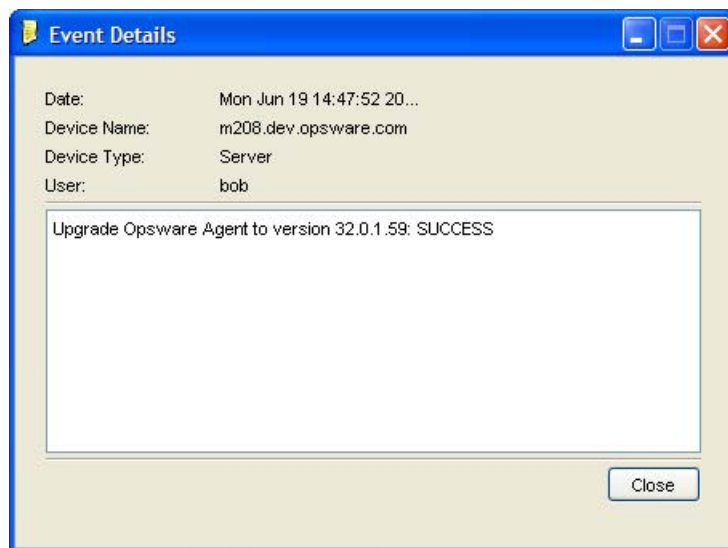 Event Details
Date: Mon Jun 19 14:47:52 20...
Device Name: m208.dev.opsware.com
Device Type: Server
User: bob
Upgrade Opsware Agent to version 32.0.1.59: SUCCESS
Close